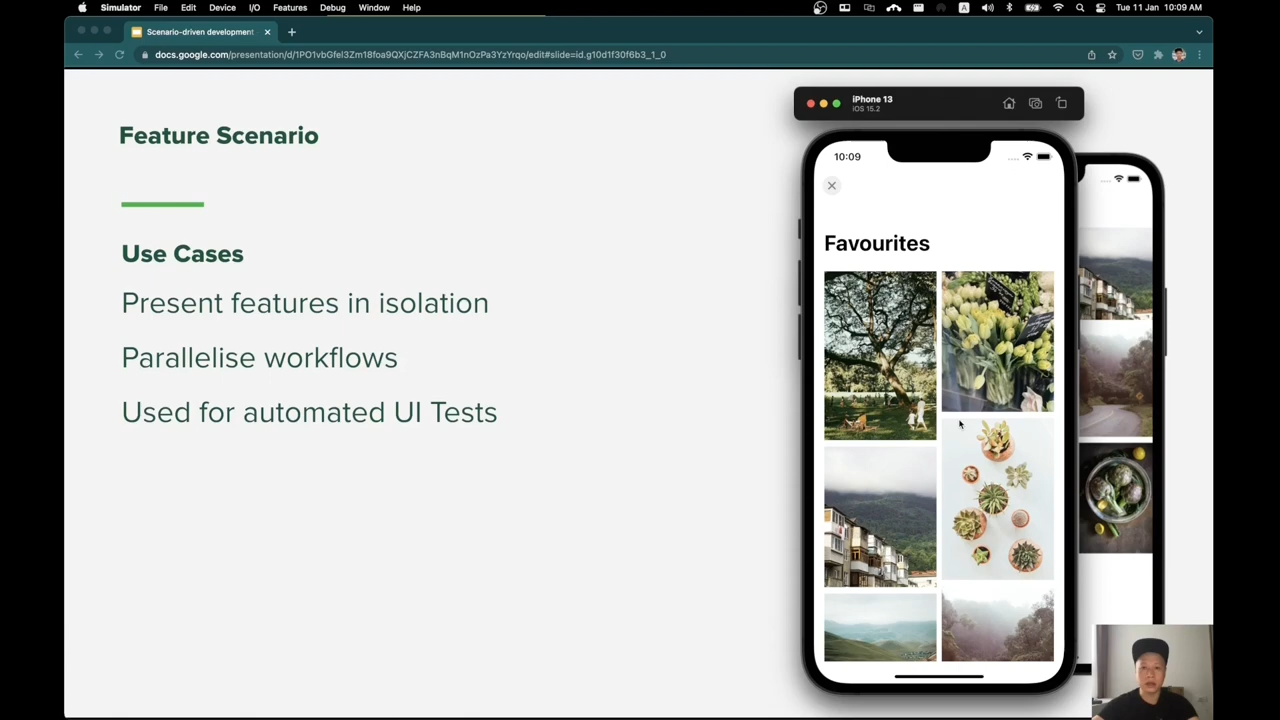 Simulator File Edit Device I/O Features Debug Window Help
A Tue 11 Jan 10:09 AM
Scenario-driven development
docs.google.com/presentation/d/1PO1vbGfeI3Zm18foa9QXjCZFA3nBqM1nOzPa3YzYrqo/edit#slide=id.g10d1f30f6b3_1_0
Feature Scenario
Use Cases
Present features in isolation
Parallelise workflows
Used for automated UI Tests
iPhone 13
iOS 15.2
10:09
Favourites